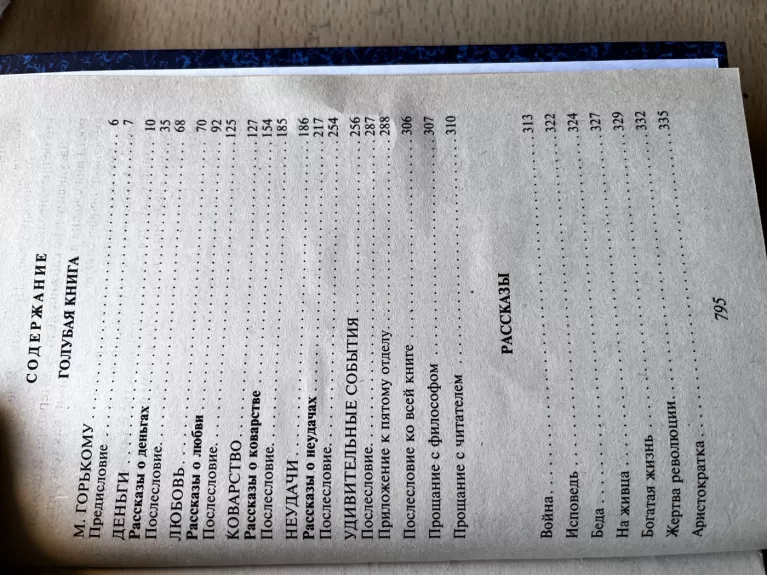 СОДЕРЖАНИЕ
ГОЛУБАЯ КНИГА
М. ГОРЬКОМУ 6
Предисловие 7
ДЕНЬГИ 10
Рассказы о деньгах 35
Послесловие 68
ЛЮБОВЬ 70
Рассказы о любви 92
Послесловие 125
КОВАРСТВО 127
Рассказы о коварстве 154
Послесловие 185
НЕУДАЧИ 186
Рассказы о неудачах 217
Послесловие 254
УДИВИТЕЛЬНЫЕ СОБЫТИЯ 256
Послесловие 287
Приложение к пятому отделу 288
Послесловие ко всей книге 306
Прощание с философом 307
Прощание с читателем 310
РАССКАЗЫ
Война 313
Исповедь 322
Беда 324
На живца 327
Богатая жизнь 329
Жертва революции 332
Аристократка 335
795